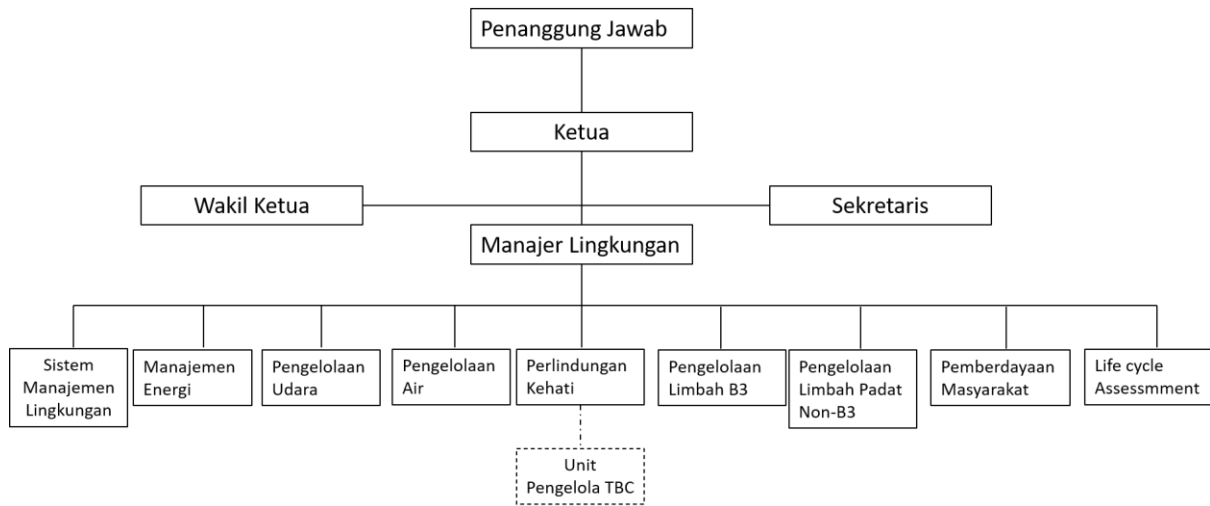 Penanggung Jawab
Ketua
Wakil Ketua
Sekretaris
Manajer Lingkungan
Sistem
Manajemen
Lingkungan
Manajemen
Energi
Pengelolaan
Udara
Pengelolaan
Air
Perlindungan
Kehati
Pengelolaan
Limbah B3
Pengelolaan
Limbah Padat
Non-B3
Pemberdayaan
Masyarakat
Life cycle
Assessmment
Unit
Pengelola TBC